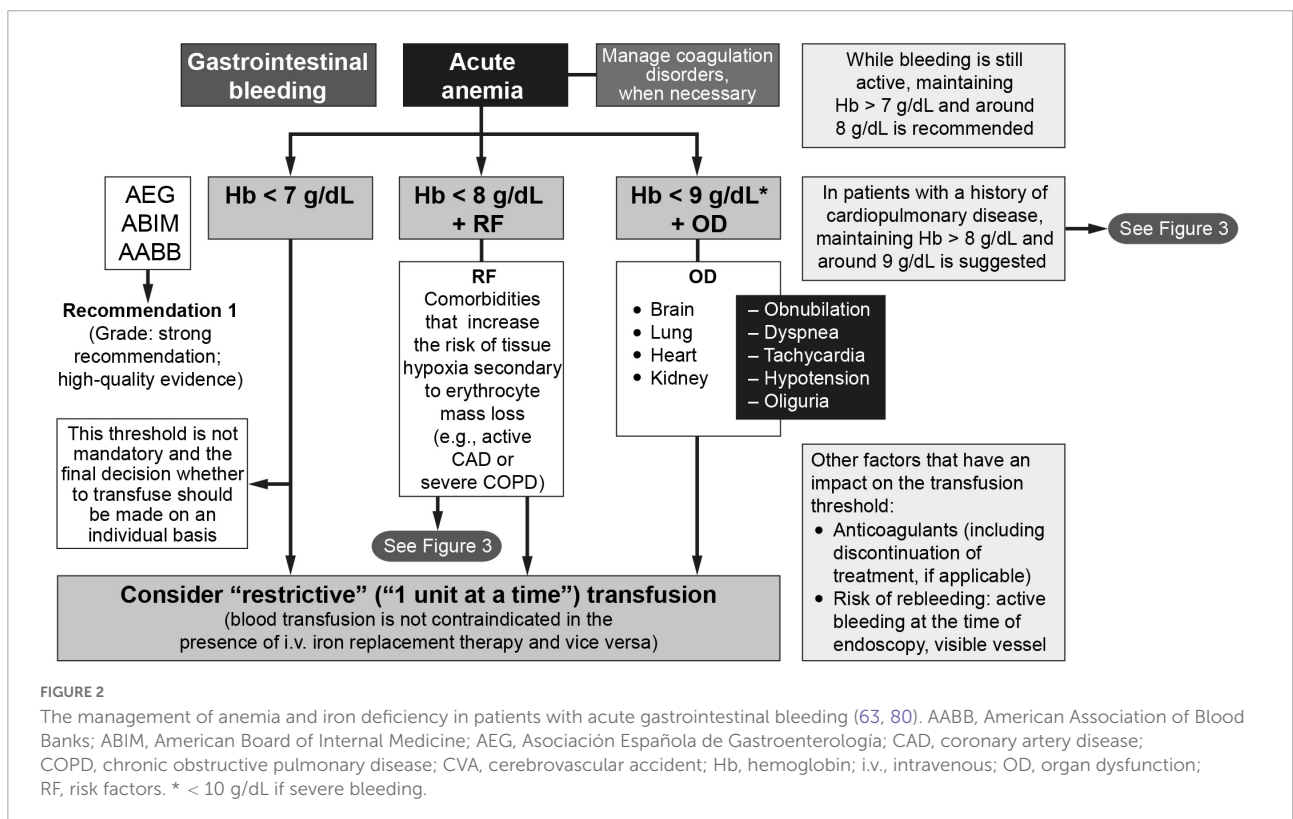 Gastrointestinal
bleeding
Acute
anemia
Manage coagulation
disorders,
when necessary
While bleeding is still
active, maintaining
Hb > 7 g/dL and around
8 g/dL is recommended
AEG
ABIM
AABB
Hb < 7 g/dL
Hb < 8 g/dL
+ RF
Hb < 9 g/dL*
+ OD
In patients with a history of
cardiopulmonary disease,
maintaining Hb > 8 g/dL and
around 9 g/dL is suggested
See Figure 3
Recommendation 1
(Grade: strong
recommendation;
high-quality evidence)
RF
Comorbidities
that increase
the risk of tissue
hypoxia secondary
to erythrocyte
mass loss
(e.g., active
CAD or
severe COPD)
OD
• Brain
• Lung
• Heart
• Kidney
– Obnubilation
– Dyspnea
– Tachycardia
– Hypotension
– Oliguria
This threshold is not
mandatory and the
final decision whether
to transfuse should
be made on an
individual basis
See Figure 3
Other factors that have an
impact on the transfusion
threshold:
• Anticoagulants (including
discontinuation of
treatment, if applicable)
• Risk of rebleeding: active
bleeding at the time of
endoscopy, visible vessel
Consider “restrictive” (“1 unit at a time”) transfusion
(blood transfusion is not contraindicated in the
presence of i.v. iron replacement therapy and vice versa)
FIGURE 2
The management of anemia and iron deficiency in patients with acute gastrointestinal bleeding (63, 80). AABB, American Association of Blood
Banks; ABIM, American Board of Internal Medicine; AEG, Asociación Española de Gastroenterología; CAD, coronary artery disease;
COPD, chronic obstructive pulmonary disease; CVA, cerebrovascular accident; Hb, hemoglobin; i.v., intravenous; OD, organ dysfunction;
RF, risk factors. * < 10 g/dL if severe bleeding.